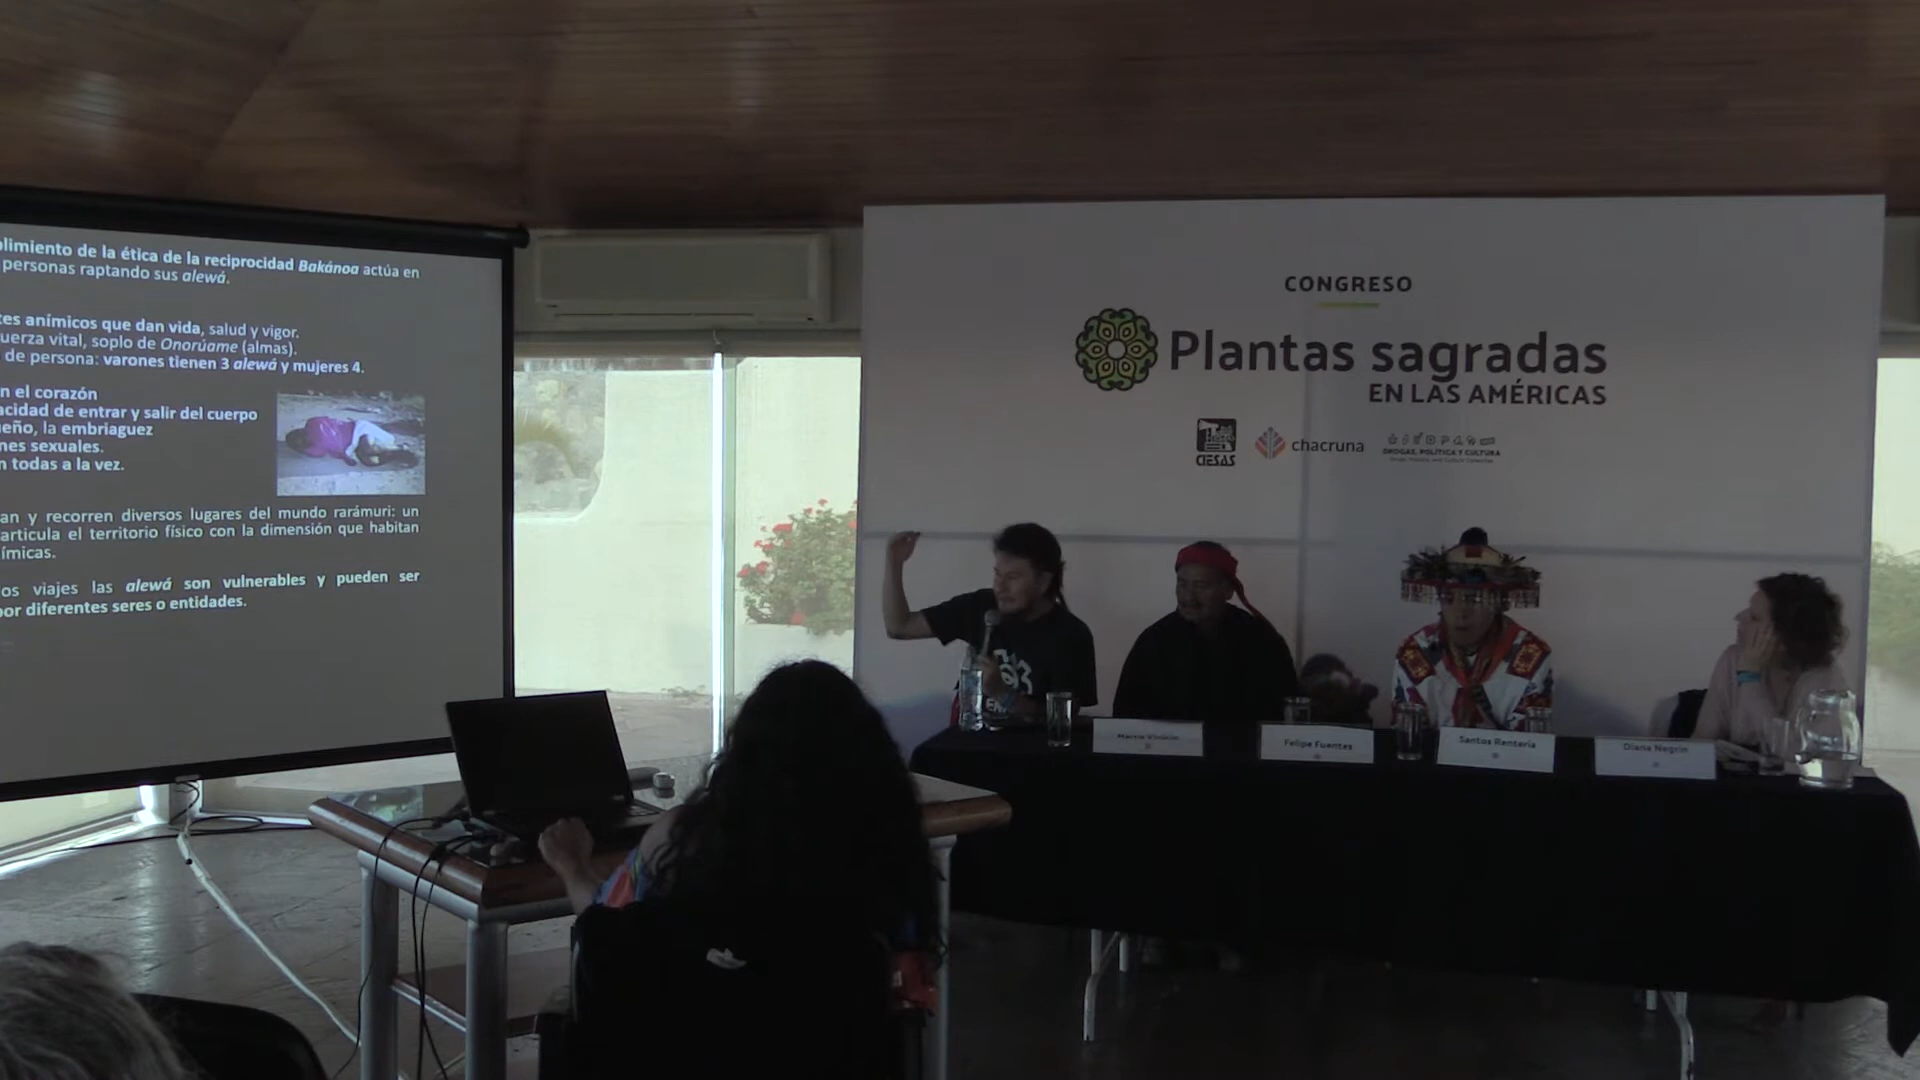 limiento de la ética de la reciprocidad Bakánoa actúa en
personas raptando sus alewá.
es anímicos que dan vida, salud y vigor.
uerza vital, soplo de Onorúame (almas).
de persona: varones tienen 3 alewá y mujeres 4.
n el corazón
acidad de entrar y salir del cuerpo
ueño, la embriaguez
nes sexuales.
n todas a la vez.
an y recorren diversos lugares del mundo rarámuri: un
articula el territorio físico con la dimensión que habitan
ímicas.
os viajes las alewá son vulnerables y pueden ser
por diferentes seres o entidades.
CONGRESO
Plantas sagradas
EN LAS AMÉRICAS
CIESAS
chacruna
DROGAS, POLÍTICA Y CULTURA
Felipe Fuentes
Santos Rentería
Diana Negrín